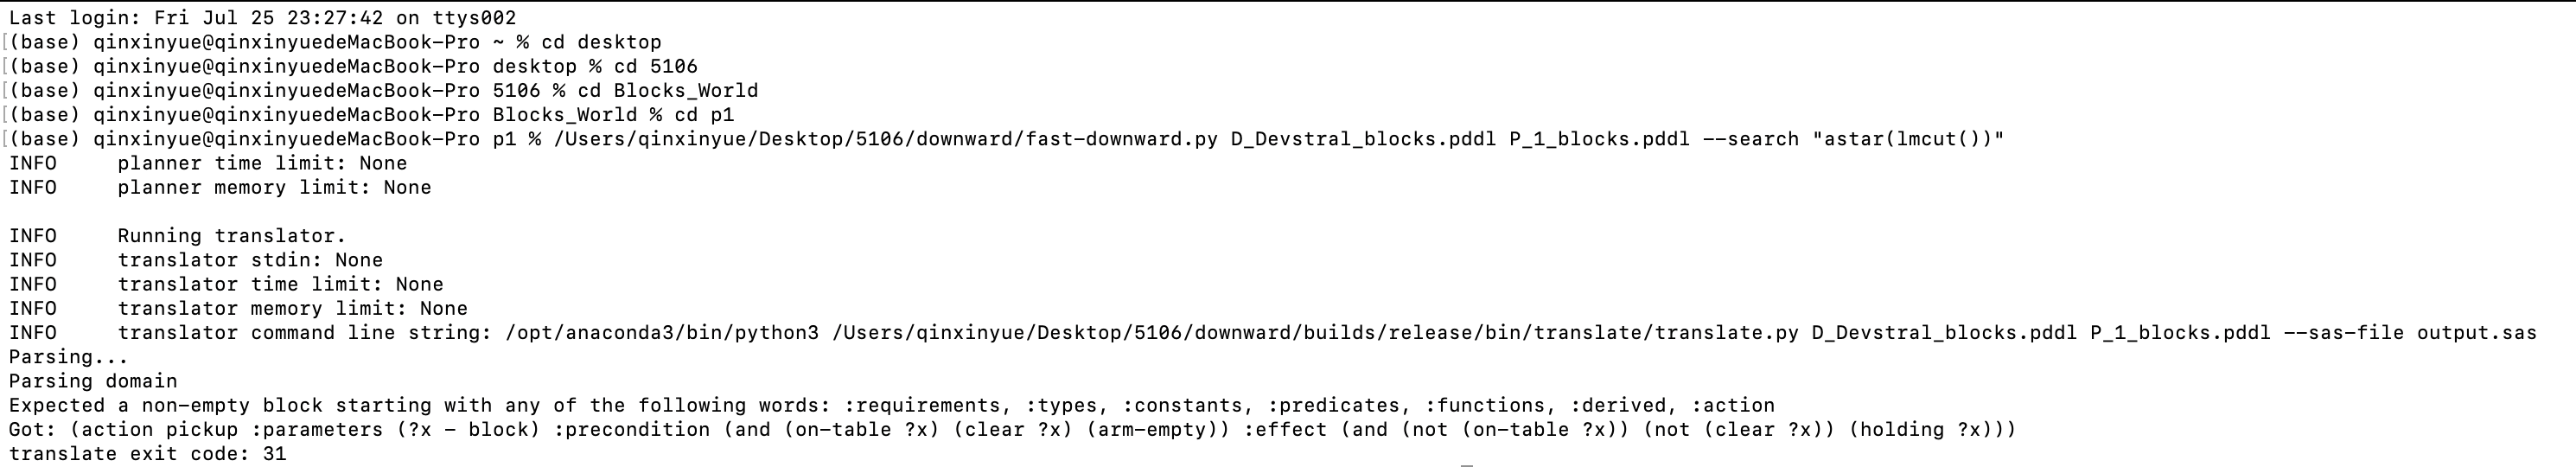 Last login: Fri Jul 25 23:27:42 on ttys002
[(base) qinxinyue@qinxinyuedeMacBook-Pro ~ % cd desktop
[(base) qinxinyue@qinxinyuedeMacBook-Pro desktop % cd 5106
[(base) qinxinyue@qinxinyuedeMacBook-Pro 5106 % cd Blocks_World
[(base) qinxinyue@qinxinyuedeMacBook-Pro Blocks_World % cd p1
[(base) qinxinyue@qinxinyuedeMacBook-Pro p1 % /Users/qinxinyue/Desktop/5106/downward/fast-downward.py D_Devstral_blocks.pddl P_1_blocks.pddl --search "astar(lmcut())"
INFO     planner time limit: None
INFO     planner memory limit: None
INFO     Running translator.
INFO     translator stdin: None
INFO     translator time limit: None
INFO     translator memory limit: None
INFO     translator command line string: /opt/anaconda3/bin/python3 /Users/qinxinyue/Desktop/5106/downward/builds/release/bin/translate/translate.py D_Devstral_blocks.pddl P_1_blocks.pddl --sas-file output.sas
Parsing...
Parsing domain
Expected a non-empty block starting with any of the following words: :requirements, :types, :constants, :predicates, :functions, :derived, :action
Got: (action pickup :parameters (?x - block) :precondition (and (on-table ?x) (clear ?x) (arm-empty)) :effect (and (not (on-table ?x)) (not (clear ?x)) (holding ?x)))
translate exit code: 31